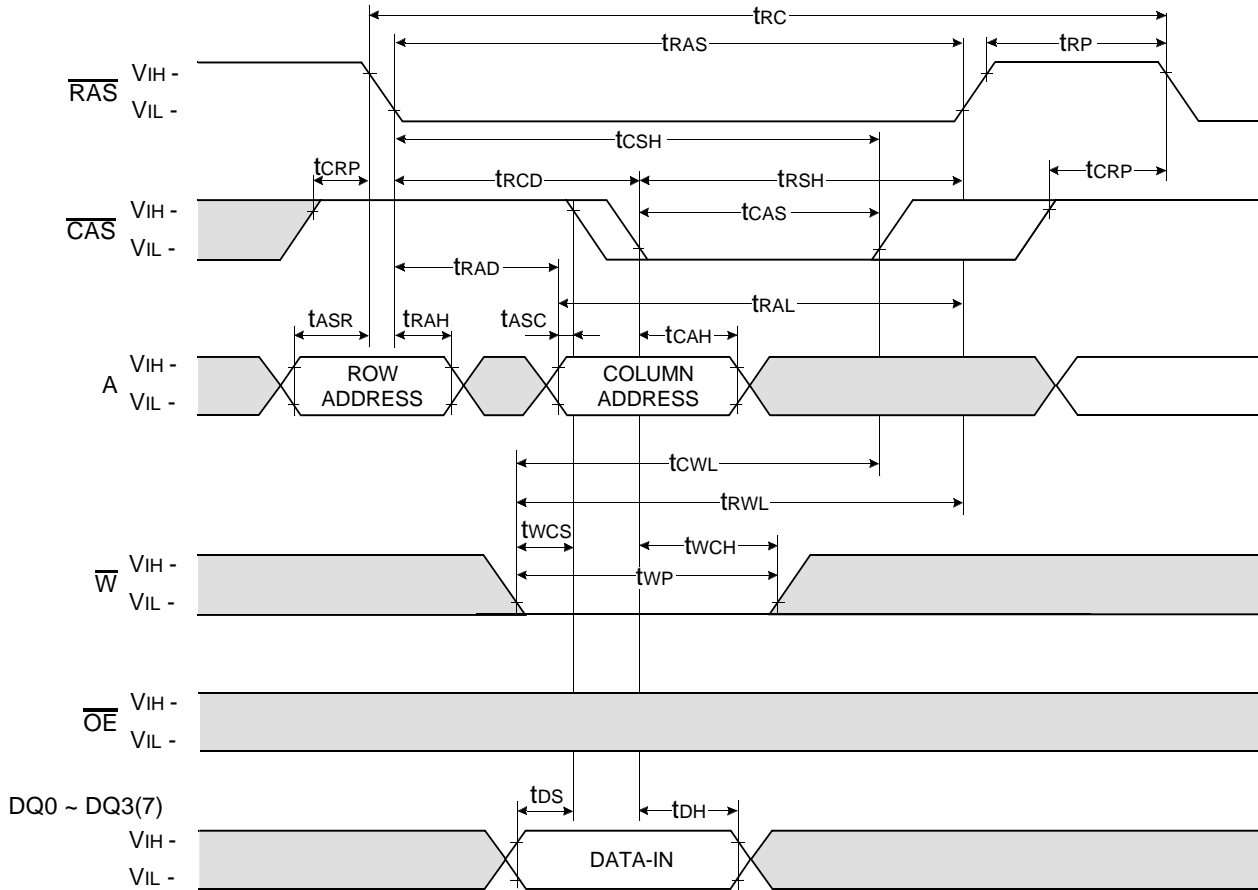 tRC
tRAS
tRP
RAS
VIH -
VIL -
tCSH
tCRP
tRCD
tRSH
tCRP
CAS
VIH -
VIL -
tCAS
tRAD
tRAL
tASR
tRAH
tASC
tCAH
A
VIH -
VIL -
ROW
ADDRESS
COLUMN
ADDRESS
tCWL
tRWL
tWCS
tWCH
W
VIH -
VIL -
tWP
OE
VIH -
VIL -
DQ0 ~ DQ3(7)
tDS
tDH
VIH -
VIL -
DATA-IN